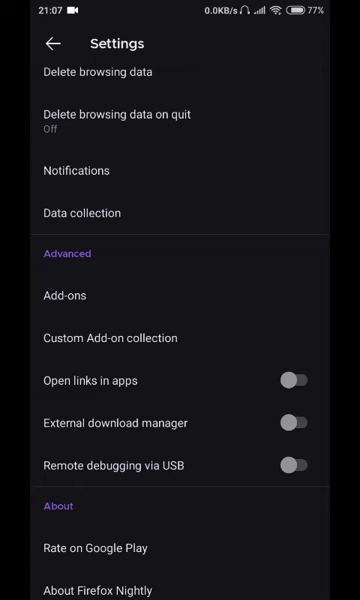 21:07 0.0KB/s 77%
Settings
Delete browsing data
Delete browsing data on quit
Off
Notifications
Data collection
Advanced
Add-ons
Custom Add-on collection
Open links in apps
External download manager
Remote debugging via USB
About
Rate on Google Play
About Firefox Nightly